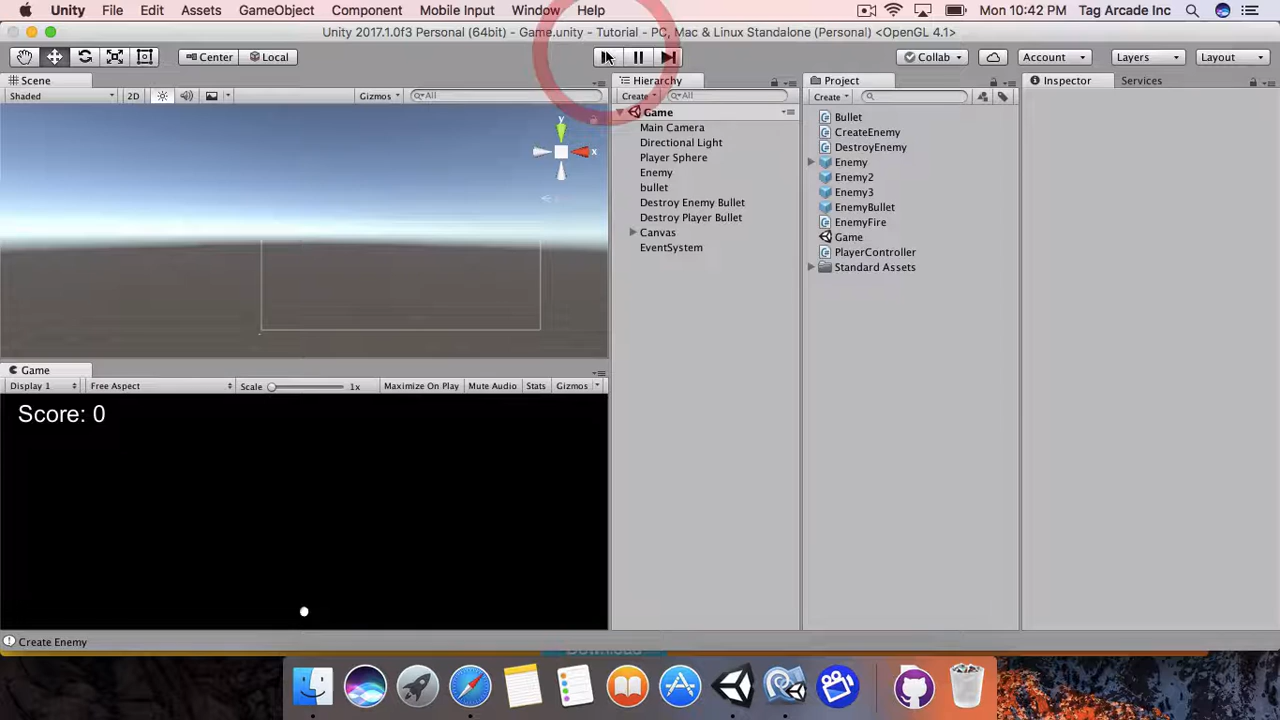 Unity File Edit Assets GameObject Component Mobile Input Window Help Mon 10:42 PM Tag Arcade Inc
Unity 2017.1.0f3 Personal (64bit) - Game.unity - Tutorial - PC, Mac & Linux Standalone (Personal) <OpenGL 4.1>
Center Local Collab Account Layers Layout
Scene Hierarchy Project Inspector Services
Shaded 2D Gizmos All Create All Create
y
x
Game
Main Camera
Directional Light
Player Sphere
Enemy
bullet
Destroy Enemy Bullet
Destroy Player Bullet
Canvas
EventSystem
Bullet
CreateEnemy
DestroyEnemy
Enemy
Enemy2
Enemy3
EnemyBullet
EnemyFire
Game
PlayerController
Standard Assets
Game
Display 1 Free Aspect Scale 1x Maximize On Play Mute Audio Stats Gizmos
Score: 0
Create Enemy
Download